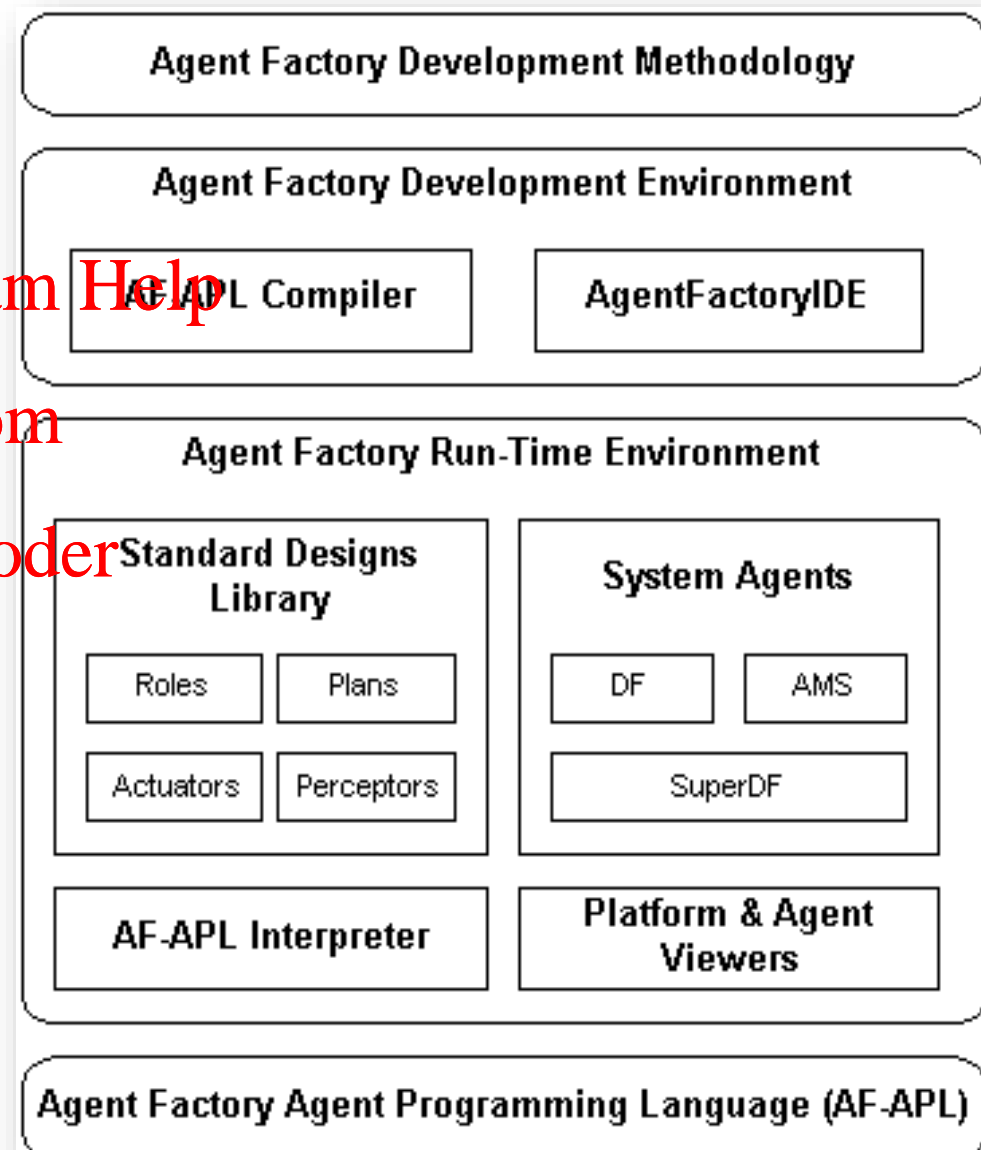 Agent Factory Development Methodology
Agent Factory Development Environment
AF-APL Compiler
AgentFactoryIDE
Help
Agent Factory Run-Time Environment
Standard Designs
Library
System Agents
Roles
Plans
DF
AMS
Actuators
Perceptors
SuperDF
AF-APL Interpreter
Platform & Agent
Viewers
Agent Factory Agent Programming Language (AF-APL)